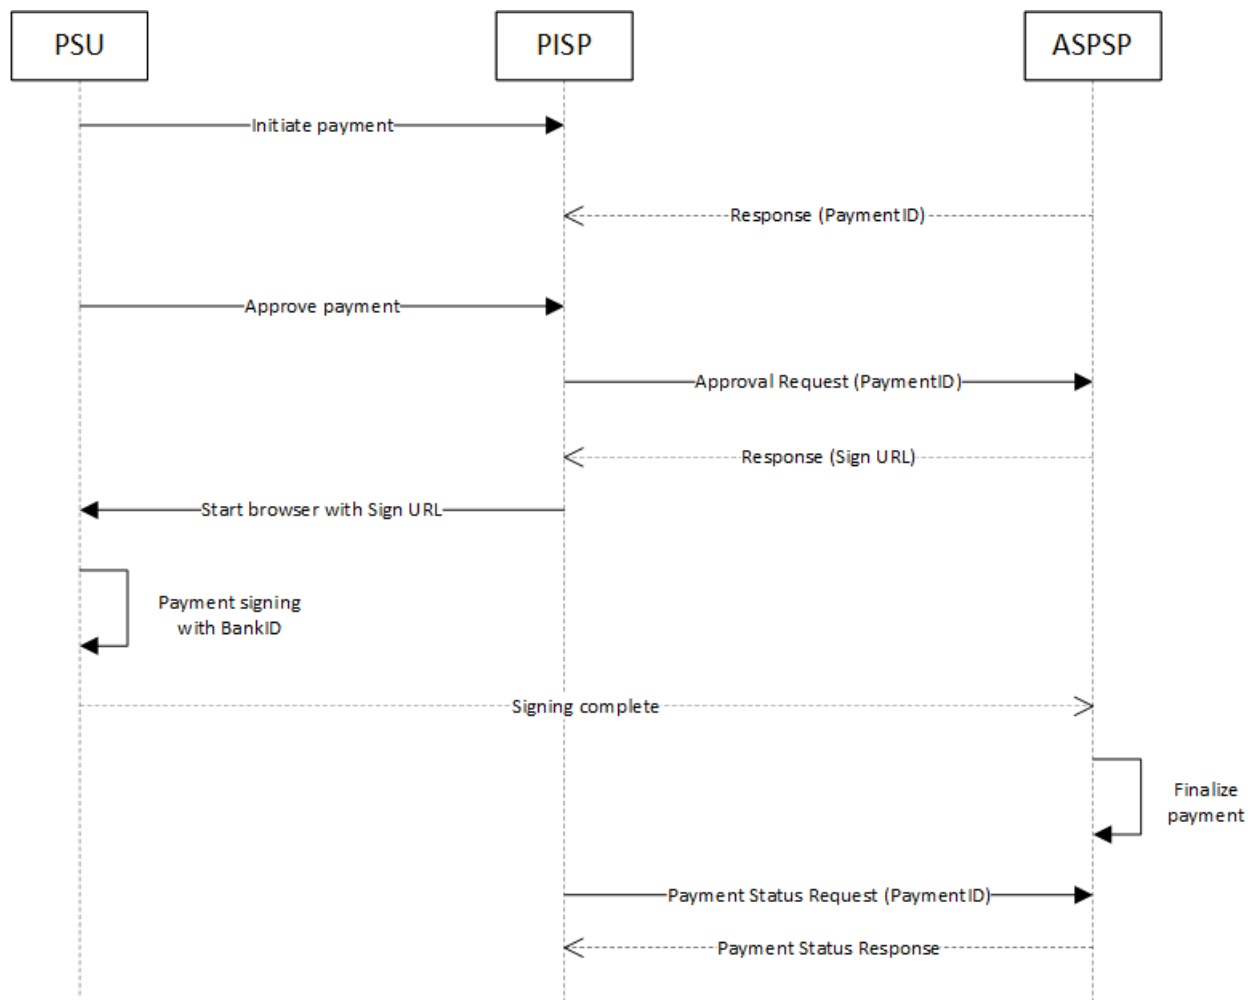 PSU
PISP
ASPSP
Initiate payment
Response (PaymentID)
Approve payment
Approval Request (PaymentID)
Response (Sign URL)
Start browser with Sign URL
Payment signing
with BankID
Signing complete
Finalize
payment
Payment Status Request (PaymentID)
Payment Status Response